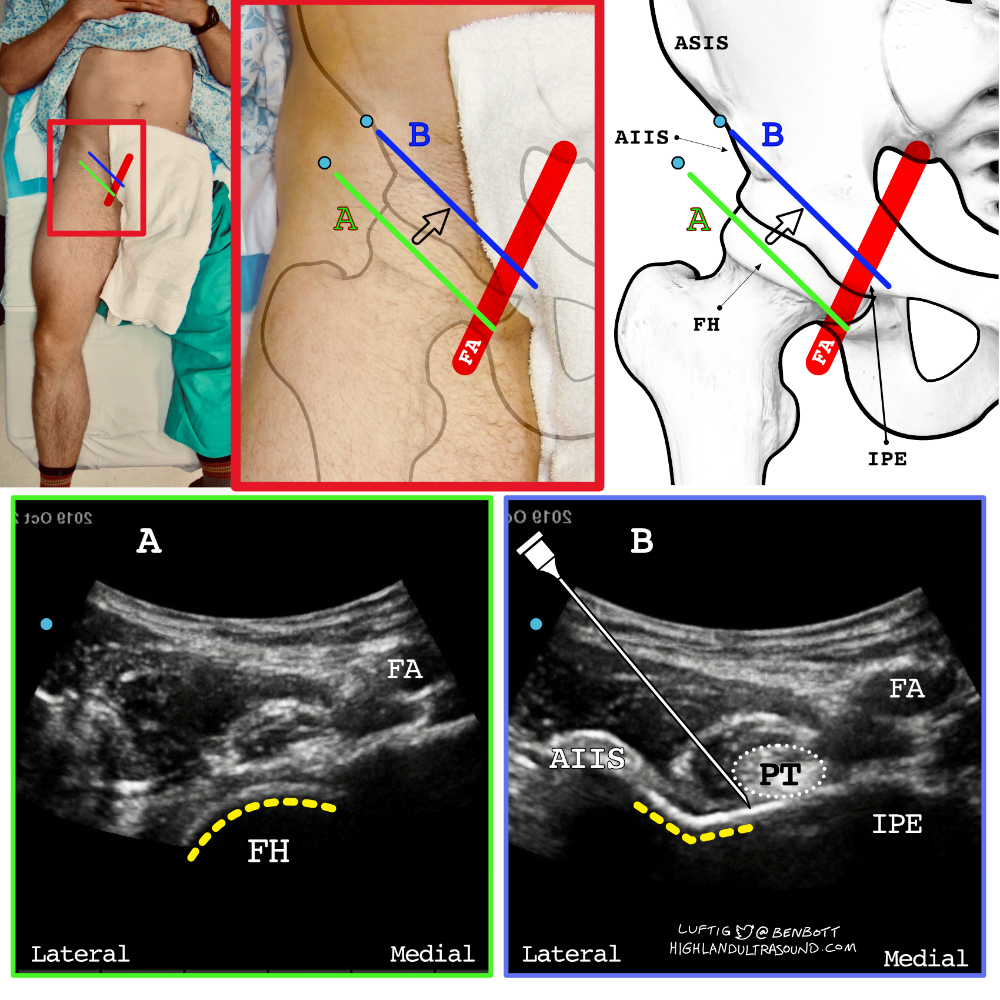 B
A
FA
ASIS
AIIS
B
A
FH
FA
IPE
2019 Oct
A
FA
FH
Lateral
Medial
2019
B
FA
AIIS
PT
IPE
LUFTIG @BENBOTT
HIGHLANDULTRASOUND.COM
Lateral
Medial